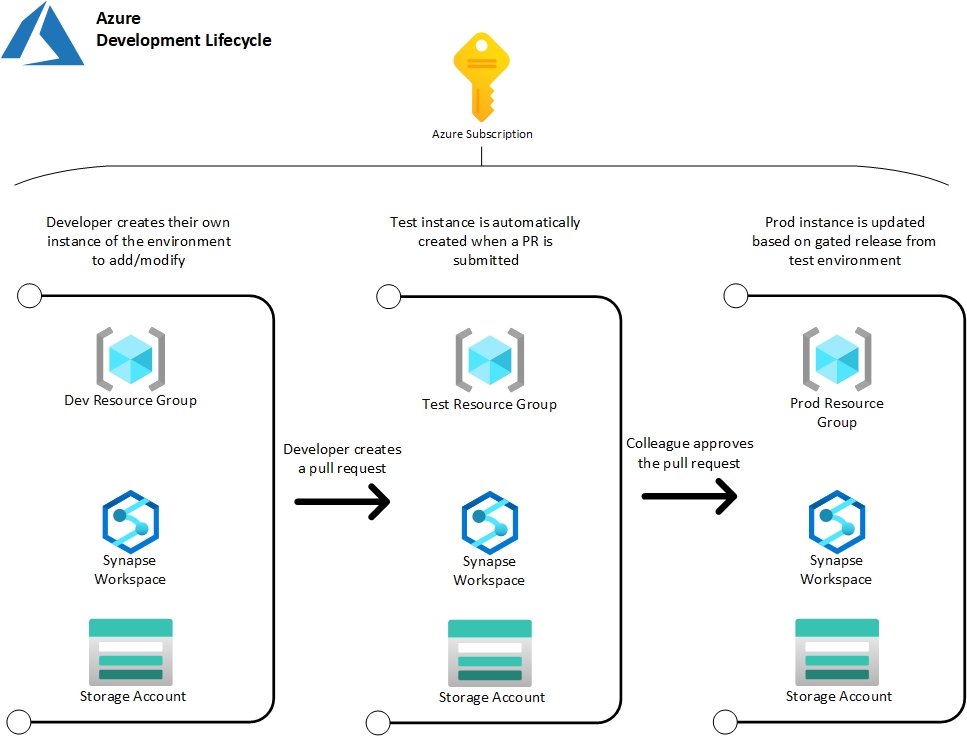 Azure
Development Lifecycle
Azure Subscription
Developer creates their own
instance of the environment
to add/modify
Test instance is automatically
created when a PR is
submitted
Prod instance is updated
based on gated release from
test environment
Dev Resource Group
Test Resource Group
Prod Resource
Group
Developer creates
a pull request
Colleague approves
the pull request
Synapse
Workspace
Synapse
Workspace
Synapse
Workspace
Storage Account
Storage Account
Storage Account